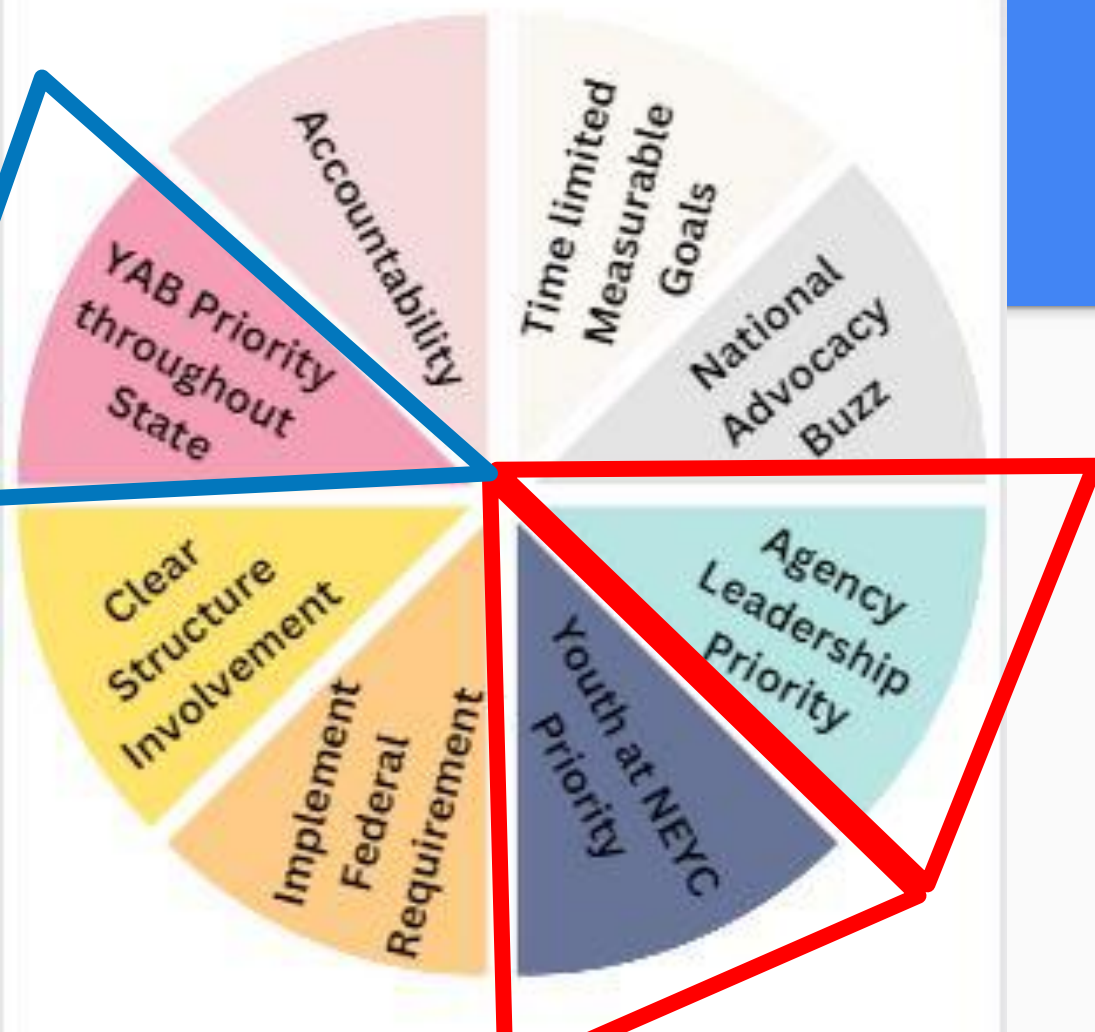 Accountability
Time limited
Measurable
Goals
National
Advocacy
Buzz
Agency
Leadership
Priority
Youth at NEYC
Priority
Implement
Federal
Requirement
Clear
Structure
Involvement
YAB Priority
throughout
State